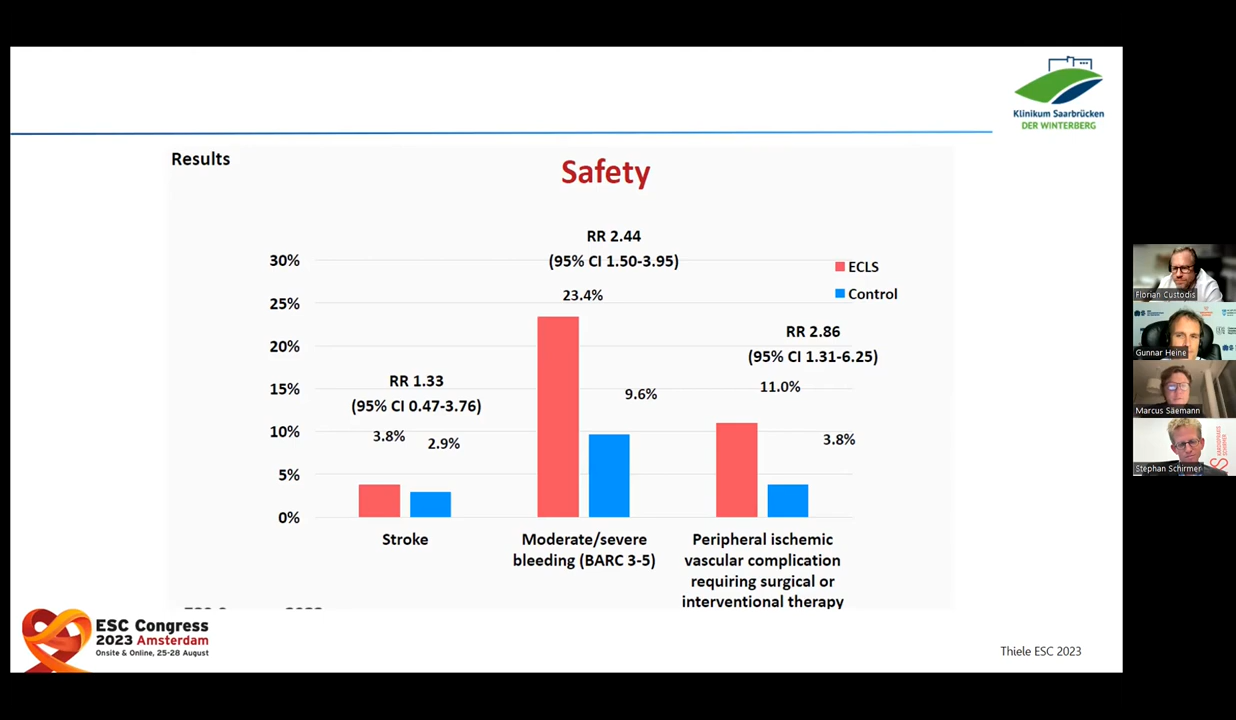 Klinikum Saarbrücken
DER WINTERBERG
Results
Safety
RR 2.44
(95% CI 1.50-3.95)
30%
25%
20%
15%
10%
5%
0%
ECLS
Control
23.4%
9.6%
RR 2.86
(95% CI 1.31-6.25)
11.0%
3.8%
RR 1.33
(95% CI 0.47-3.76)
3.8%
2.9%
Stroke
Moderate/severe
bleeding (BARC 3-5)
Peripheral ischemic
vascular complication
requiring surgical or
interventional therapy
ESC Congress
2023 Amsterdam
Onsite & Online, 25-28 August
Thiele ESC 2023
Florian Custodis
Gunnar Heine
Marcus Säemann
Stephan Schirmer